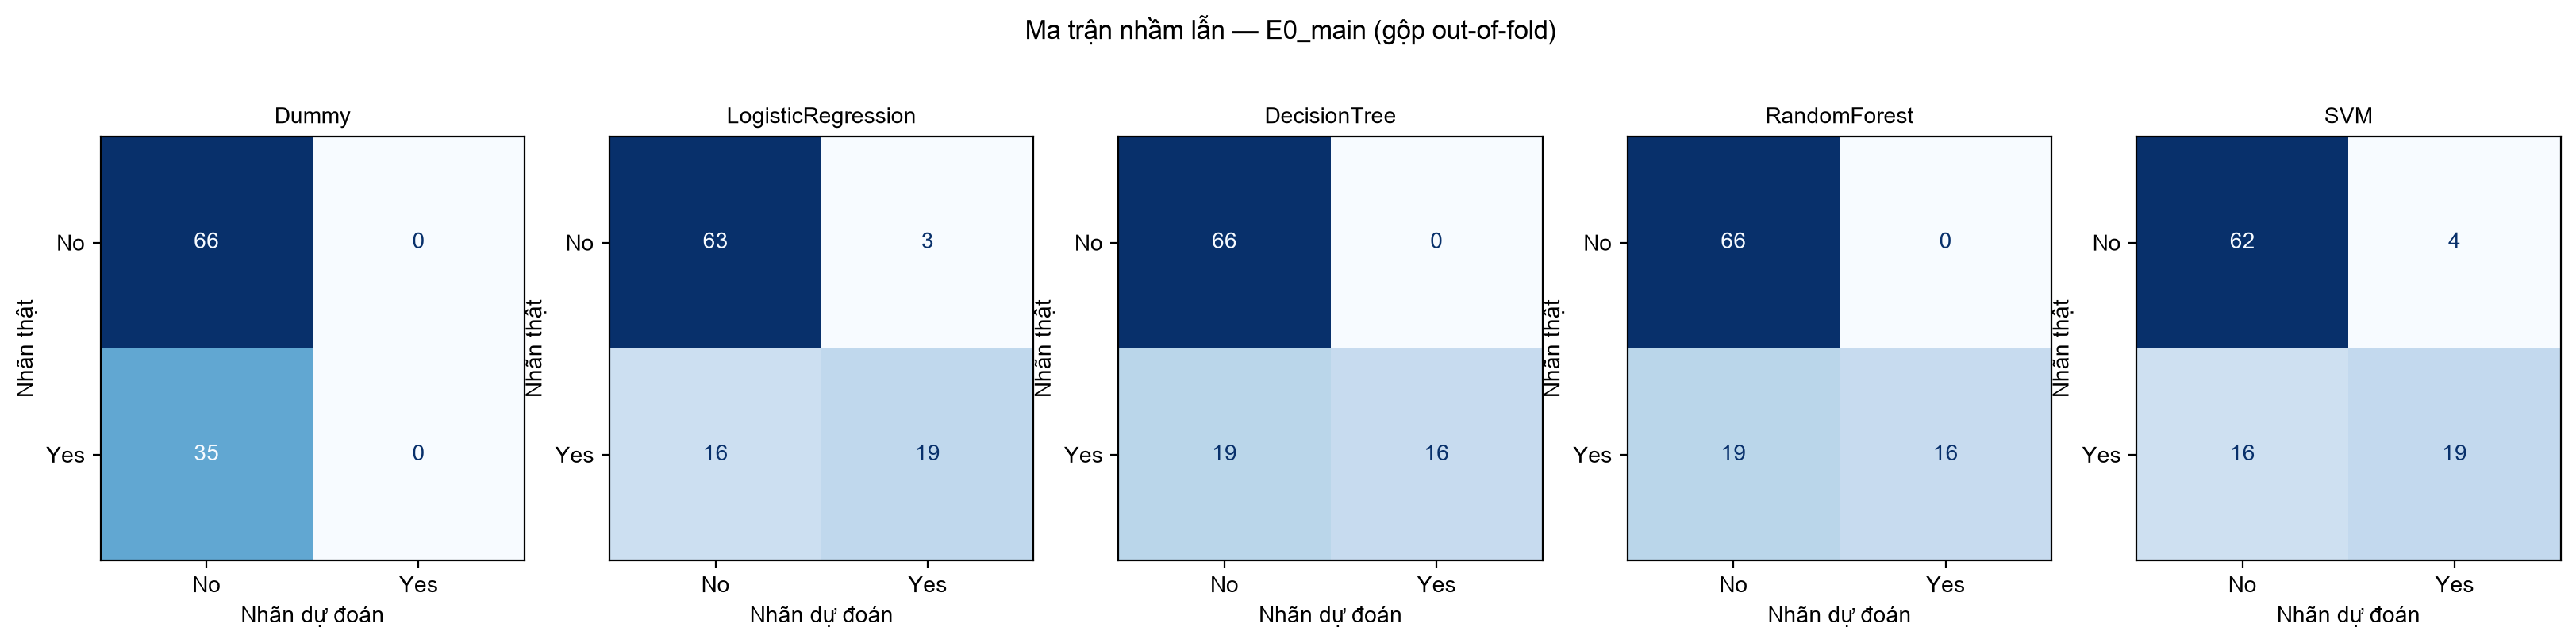 Ma trận nhầm lẫn — E0_main (gộp out-of-fold)
Dummy
Nhãn thật
No
66
0
Yes
35
0
No
Yes
Nhãn dự đoán
LogisticRegression
Nhãn thật
No
63
3
Yes
16
19
No
Yes
Nhãn dự đoán
DecisionTree
Nhãn thật
No
66
0
Yes
19
16
No
Yes
Nhãn dự đoán
RandomForest
Nhãn thật
No
66
0
Yes
19
16
No
Yes
Nhãn dự đoán
SVM
Nhãn thật
No
62
4
Yes
16
19
No
Yes
Nhãn dự đoán